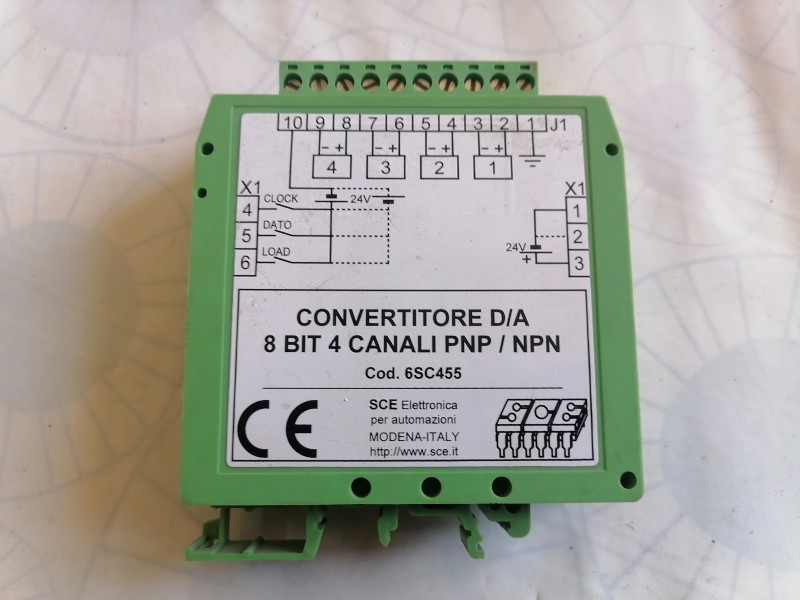 10 9 8 7 6 5 4 3 2 1 J1
- + - + - + - +
4 3 2 1
X1 X1
4 CLOCK 24V 1
5 DATO 2
24V
6 LOAD + 3
CONVERTITORE D/A
8 BIT 4 CANALI PNP / NPN
Cod. 6SC455
CE
SCE Elettronica
per automazioni
MODENA-ITALY
http://www.sce.it